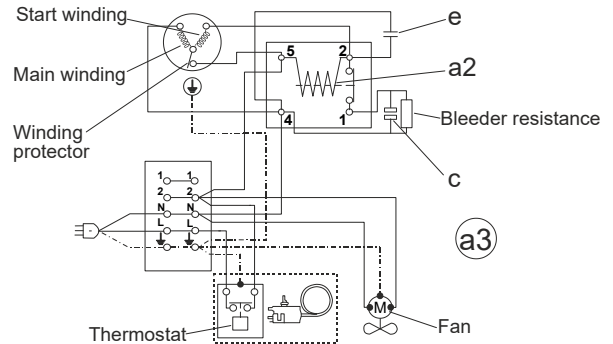 Start winding
e
5 2
a2
Main winding
Bleeder resistance
4 1
Winding
protector
c
1 1
2 2
N N
L L
a3
M
Thermostat
Fan